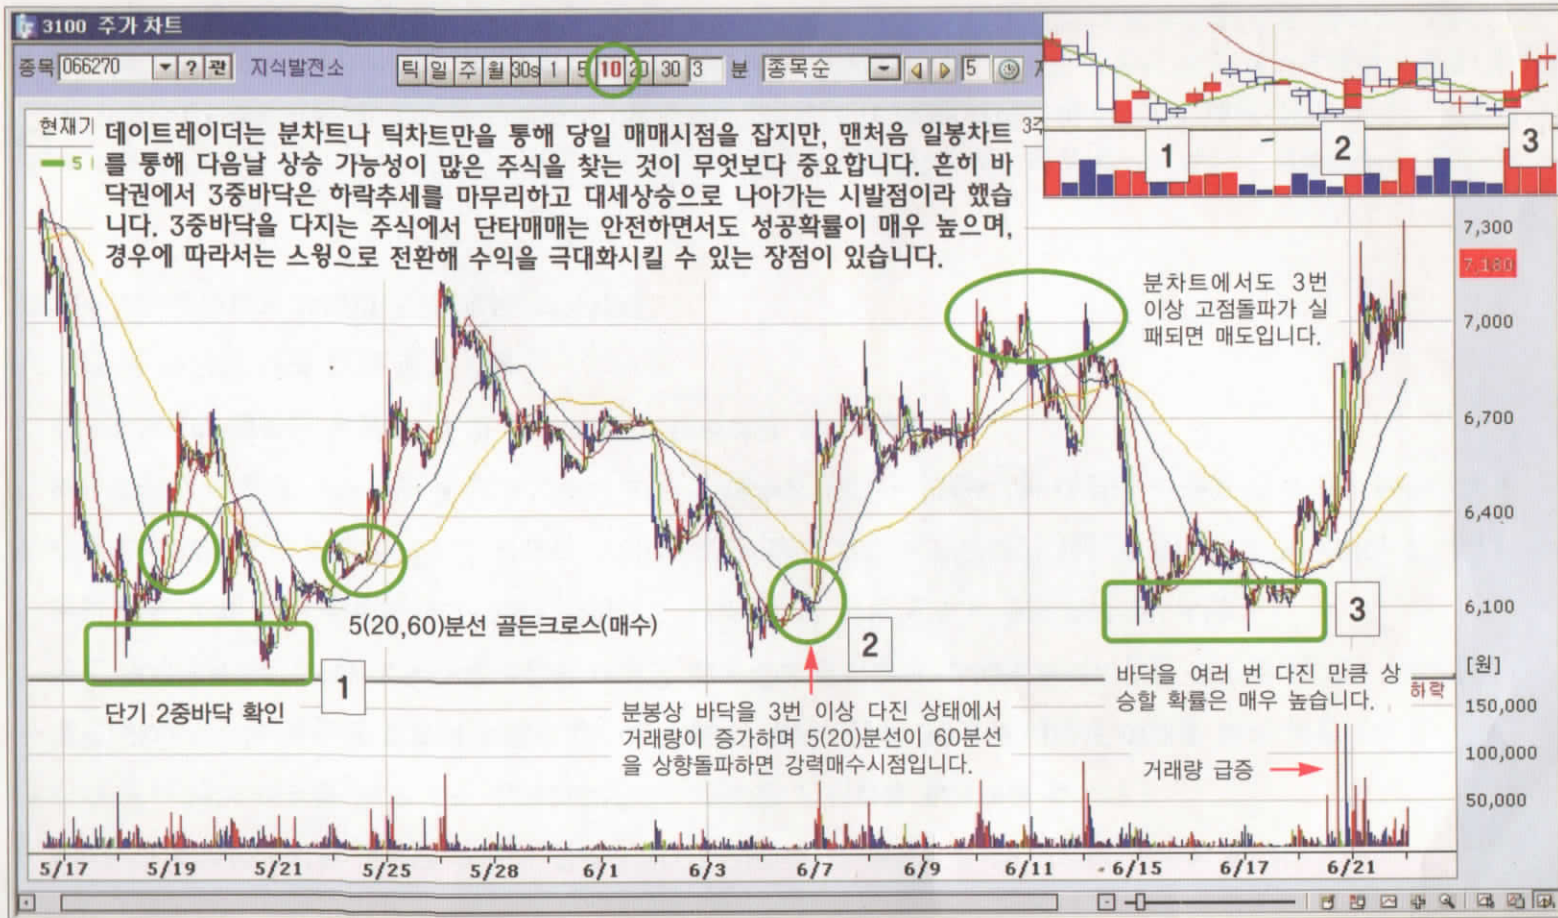 3100 주가 차트
종목 066270 ? 관 지식발전소 틱 일 주 월 30s 1 5 10 20 30 3 분 종목순 5
현재가
5
데이트레이더는 분차트나 틱차트만을 통해 당일 매매시점을 잡지만, 맨처음 일봉차트
를 통해 다음날 상승 가능성이 많은 주식을 찾는 것이 무엇보다 중요합니다. 흔히 바
닥권에서 3중바닥은 하락추세를 마무리하고 대세상승으로 나아가는 시발점이라 했습
니다. 3중바닥을 다지는 주식에서 단타매매는 안전하면서도 성공확률이 매우 높으며,
경우에 따라서는 스윙으로 전환해 수익을 극대화시킬 수 있는 장점이 있습니다.
1
2
3
7,300
7,180
7,000
6,700
6,400
6,100
[원]
분차트에서도 3번
이상 고점돌파가 실
패되면 매도입니다.
5(20,60)분선 골든크로스(매수)
1
단기 2중바닥 확인
2
분봉상 바닥을 3번 이상 다진 상태에서
거래량이 증가하며 5(20)분선이 60분선
을 상향돌파하면 강력매수시점입니다.
3
바닥을 여러 번 다진 만큼 상
승할 확률은 매우 높습니다.
하락
거래량 급증
150,000
100,000
50,000
5/17 5/19 5/21 5/25 5/28 6/1 6/3 6/7 6/9 6/11 6/15 6/17 6/21